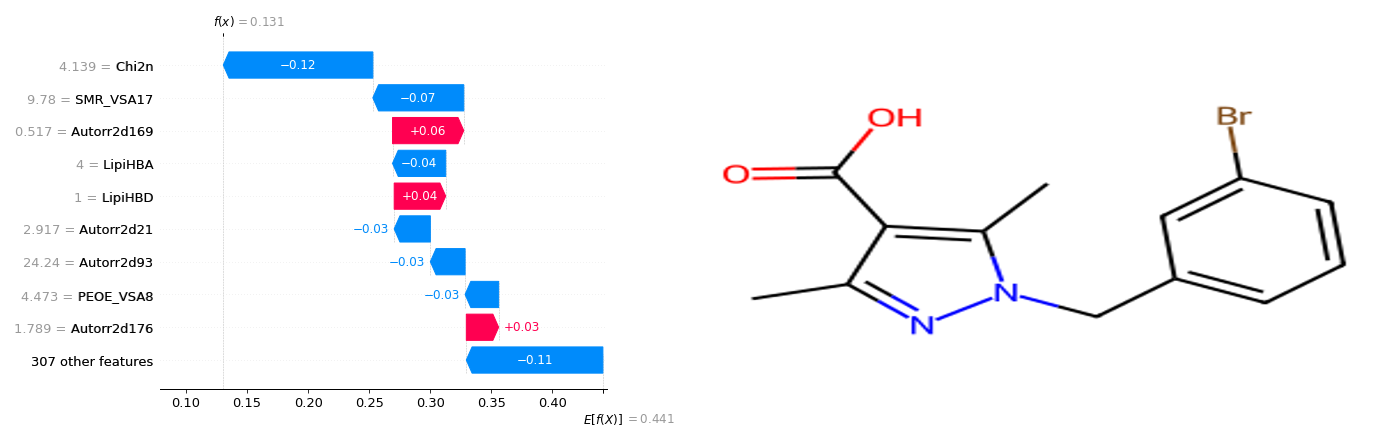 f(x) = 0.131
4.139 = Chi2n
−0.12
9.78 = SMR_VSA17
−0.07
0.517 = Autorr2d169
+0.06
4 = LipiHBA
−0.04
1 = LipiHBD
+0.04
2.917 = Autorr2d21
−0.03
24.24 = Autorr2d93
−0.03
4.473 = PEOE_VSA8
−0.03
1.789 = Autorr2d176
+0.03
307 other features
−0.11
0.10 0.15 0.20 0.25 0.30 0.35 0.40
E[f(X)] = 0.441
OH
O
N
N
Br